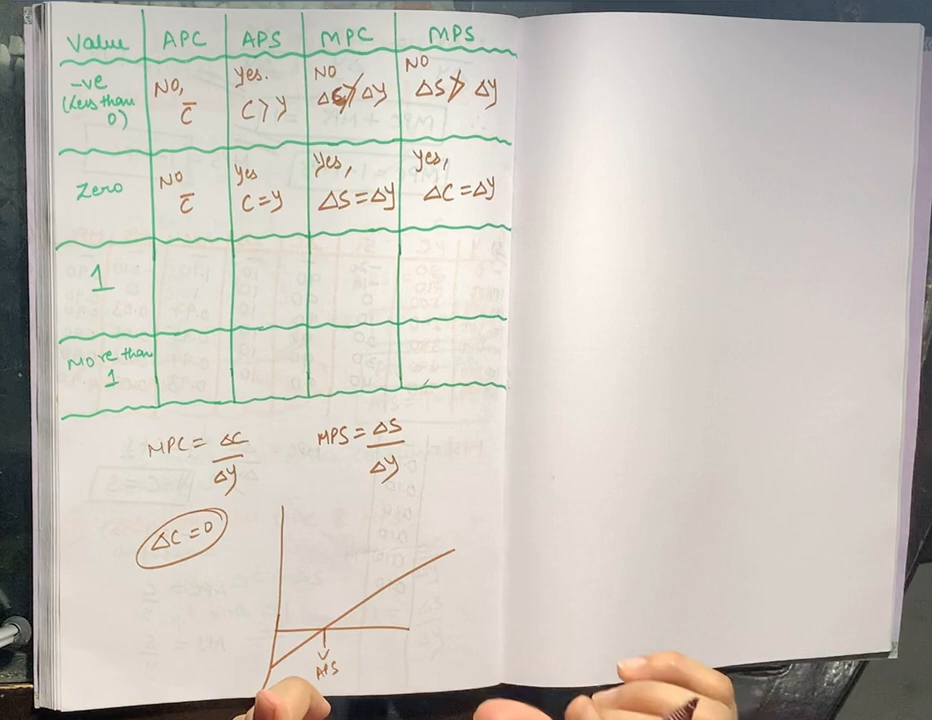 Value APC APS MPC MPS
-ve (Less than 0) NO, C̅ Yes. C > Y NO ΔS ≯ ΔY NO ΔS ≯ ΔY
Zero NO C̅ Yes C = Y Yes, ΔS = ΔY Yes, ΔC = ΔY
1
More than 1
MPC = ΔC/ΔY MPS = ΔS/ΔY
ΔC = 0
APS